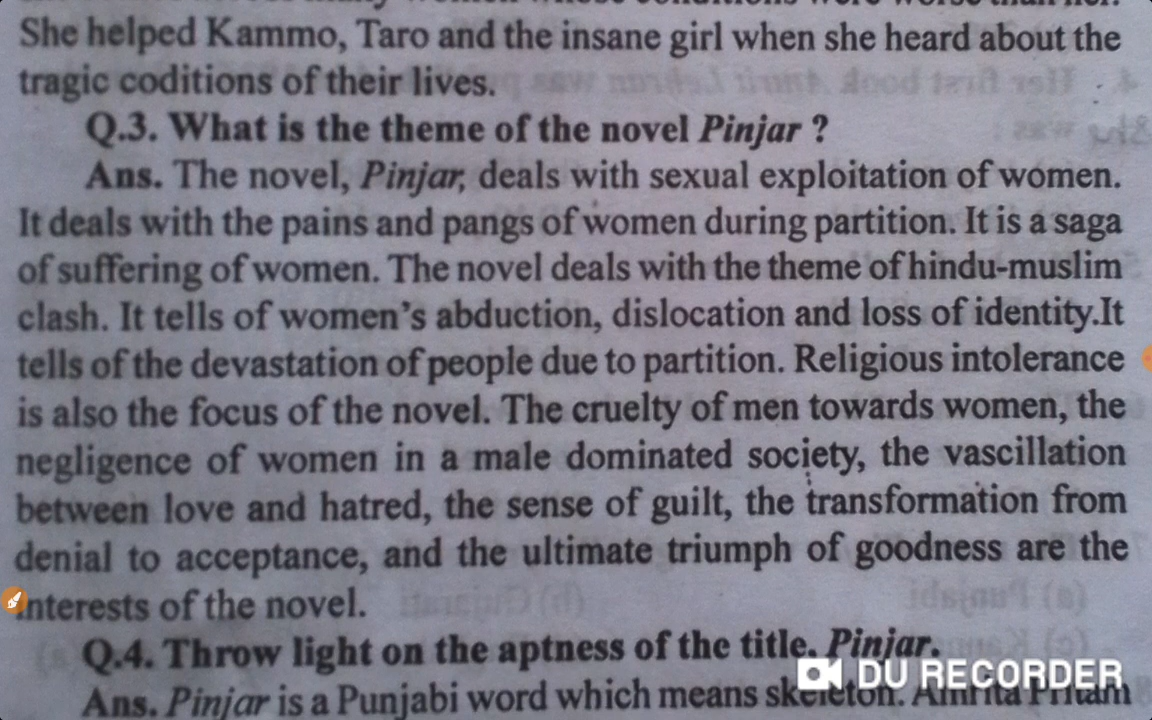 She helped Kammo, Taro and the insane girl when she heard about the
tragic coditions of their lives.
Q.3. What is the theme of the novel Pinjar ?
Ans. The novel, Pinjar, deals with sexual exploitation of women.
It deals with the pains and pangs of women during partition. It is a saga
of suffering of women. The novel deals with the theme of hindu-muslim
clash. It tells of women's abduction, dislocation and loss of identity.It
tells of the devastation of people due to partition. Religious intolerance
is also the focus of the novel. The cruelty of men towards women, the
negligence of women in a male dominated society, the vascillation
between love and hatred, the sense of guilt, the transformation from
denial to acceptance, and the ultimate triumph of goodness are the
interests of the novel.
Q.4. Throw light on the aptness of the title. Pinjar.
DU RECORDER
Ans. Pinjar is a Punjabi word which means skeleton. Amrita Pritam